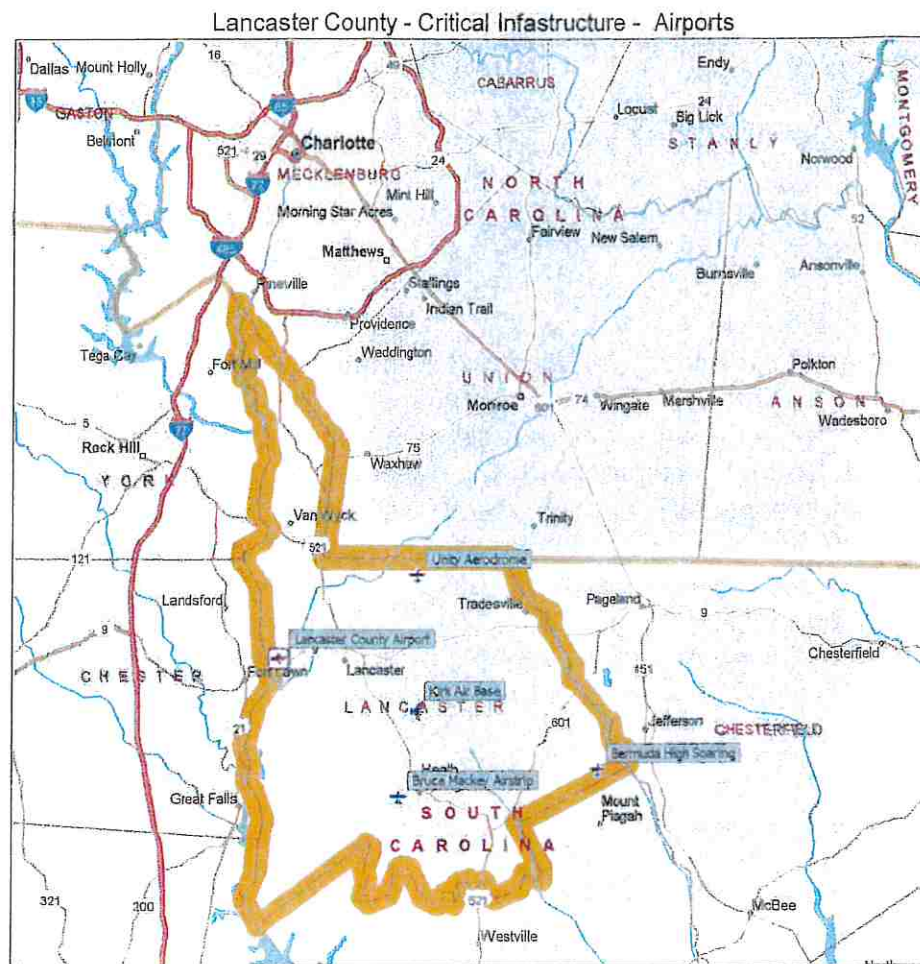 Lancaster County - Critical Infastructure - Airports
Dallas
Mount Holly
16
49
Endy
CABARRUS
85
85
GASTON
Locust
24
Big Lick
MONTGOMERY
Belmont
521
29
Charlotte
24
STANLY
Norwood
77
MECKLENBURG
Mint Hill
NORTH
Morning Star Acres
CAROLINA
52
Fairview
New Salem
Matthews
Burnsville
Ansonville
Pineville
Stallings
Indian Trail
Providence
Tega Cay
Fort Mill
Weddington
UNION
Polkton
Monroe
601
74
Wingate
Marshville
ANSON
Wadesboro
5
77
Rock Hill
75
Waxhaw
YORK
Van Wyck
Trinity
521
121
Unity Aerodrome
Landsford
Tradesville
Pageland
9
9
Lancaster County Airport
Chesterfield
CHESTER
Fort Lawn
Lancaster
151
Kirk Air Base
LANCASTER
21
601
Jefferson
CHESTERFIELD
Bermuda High Soaring
Heath
Bruce Mackey Airstrip
Great Falls
SOUTH
Mount Pisgah
CAROLINA
321
200
521
McBee
Westville